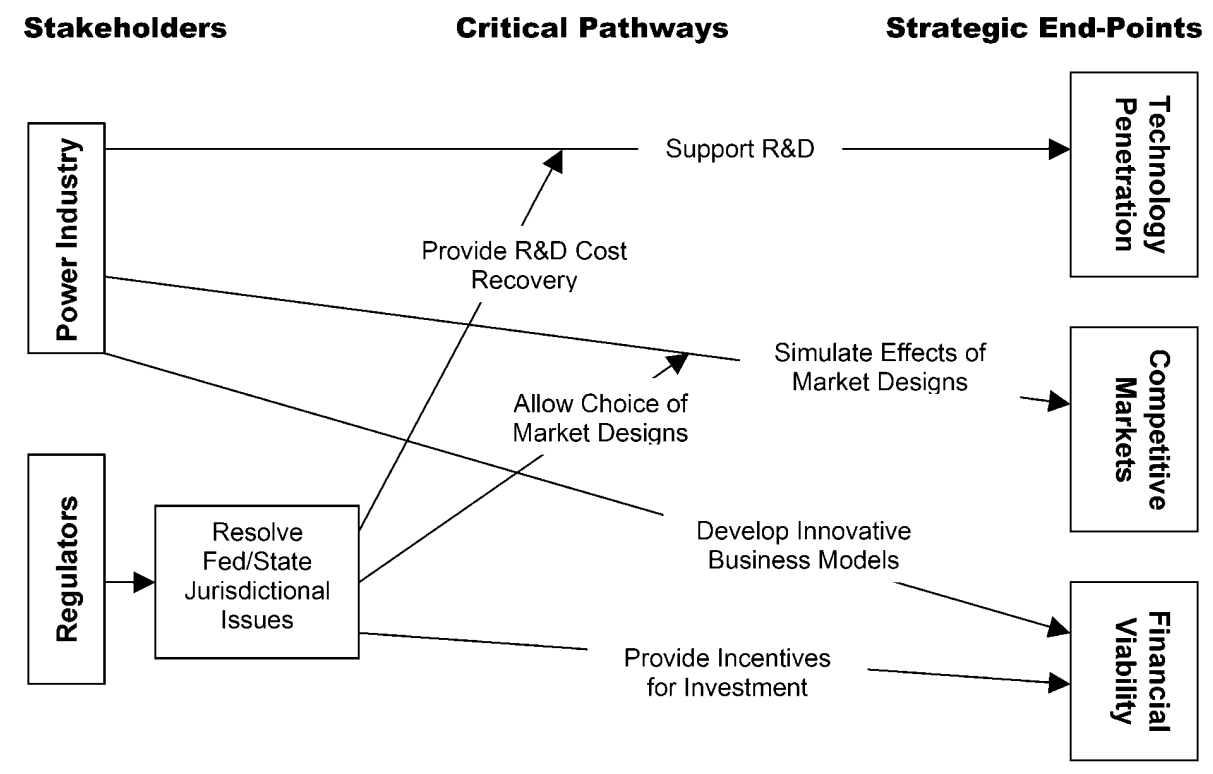 Stakeholders
Critical Pathways
Strategic End-Points
Power Industry
Support R&D
Technology
Penetration
Provide R&D Cost
Recovery
Simulate Effects of
Market Designs
Competitive
Markets
Allow Choice of
Market Designs
Regulators
Resolve
Fed/State
Jurisdictional
Issues
Develop Innovative
Business Models
Provide Incentives
for Investment
Financial
Viability